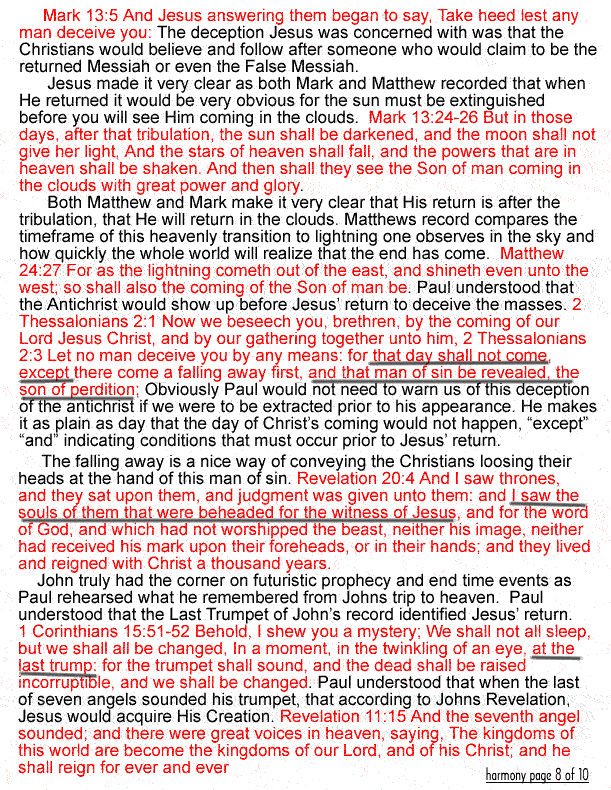 Mark 13:5 And Jesus answering them began to say, Take heed lest any
man deceive you: The deception Jesus was concerned with was that the
Christians would believe and follow after someone who would claim to be the
returned Messiah or even the False Messiah.
Jesus made it very clear as both Mark and Matthew recorded that when
He returned it would be very obvious for the sun must be extinguished
before you will see Him coming in the clouds. Mark 13:24-26 But in those
days, after that tribulation, the sun shall be darkened, and the moon shall not
give her light, And the stars of heaven shall fall, and the powers that are in
heaven shall be shaken. And then shall they see the Son of man coming in
the clouds with great power and glory.
Both Matthew and Mark make it very clear that His return is after the
tribulation, that He will return in the clouds. Matthews record compares the
timeframe of this heavenly transition to lightning one observes in the sky and
how quickly the whole world will realize that the end has come. Matthew
24:27 For as the lightning cometh out of the east, and shineth even unto the
west; so shall also the coming of the Son of man be. Paul understood that
the Antichrist would show up before Jesus' return to deceive the masses. 2
Thessalonians 2:1 Now we beseech you, brethren, by the coming of our
Lord Jesus Christ, and by our gathering together unto him, 2 Thessalonians
2:3 Let no man deceive you by any means: for that day shall not come,
except there come a falling away first, and that man of sin be revealed, the
son of perdition; Obviously Paul would not need to warn us of this deception
of the antichrist if we were to be extracted prior to his appearance. He makes
it as plain as day that the day of Christ's coming would not happen, “except”
“and” indicating conditions that must occur prior to Jesus' return.
The falling away is a nice way of conveying the Christians loosing their
heads at the hand of this man of sin. Revelation 20:4 And I saw thrones,
and they sat upon them, and judgment was given unto them: and I saw the
souls of them that were beheaded for the witness of Jesus, and for the word
of God, and which had not worshipped the beast, neither his image, neither
had received his mark upon their foreheads, or in their hands; and they lived
and reigned with Christ a thousand years.
John truly had the corner on futuristic prophecy and end time events as
Paul rehearsed what he remembered from Johns trip to heaven. Paul
understood that the Last Trumpet of John's record identified Jesus' return.
1 Corinthians 15:51-52 Behold, I shew you a mystery; We shall not all sleep,
but we shall all be changed, In a moment, in the twinkling of an eye, at the
last trump: for the trumpet shall sound, and the dead shall be raised
incorruptible, and we shall be changed. Paul understood that when the last
of seven angels sounded his trumpet, that according to Johns Revelation,
Jesus would acquire His Creation. Revelation 11:15 And the seventh angel
sounded; and there were great voices in heaven, saying, The kingdoms of
this world are become the kingdoms of our Lord, and of his Christ; and he
shall reign for ever and ever
harmony page 8 of 10